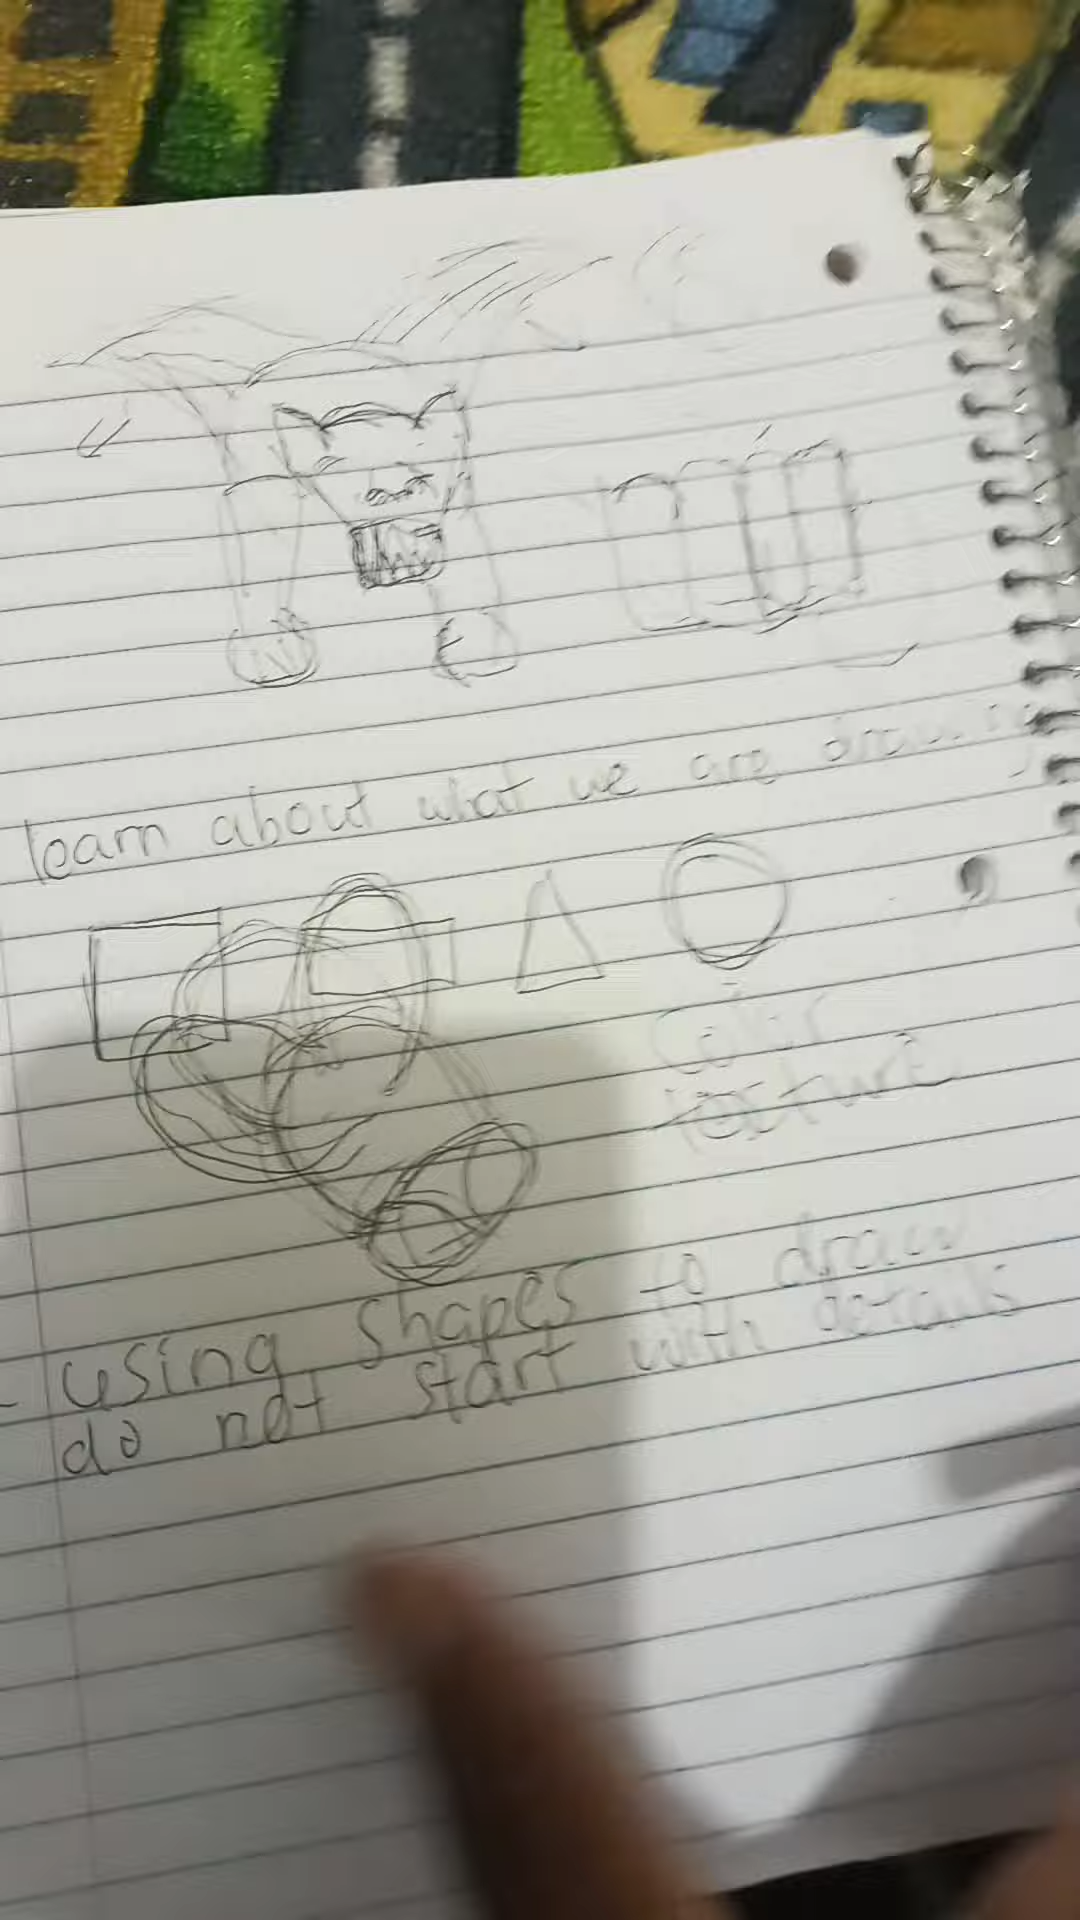 learn about what we are drawing
Color
texture
- using shapes to draw
do not start with details